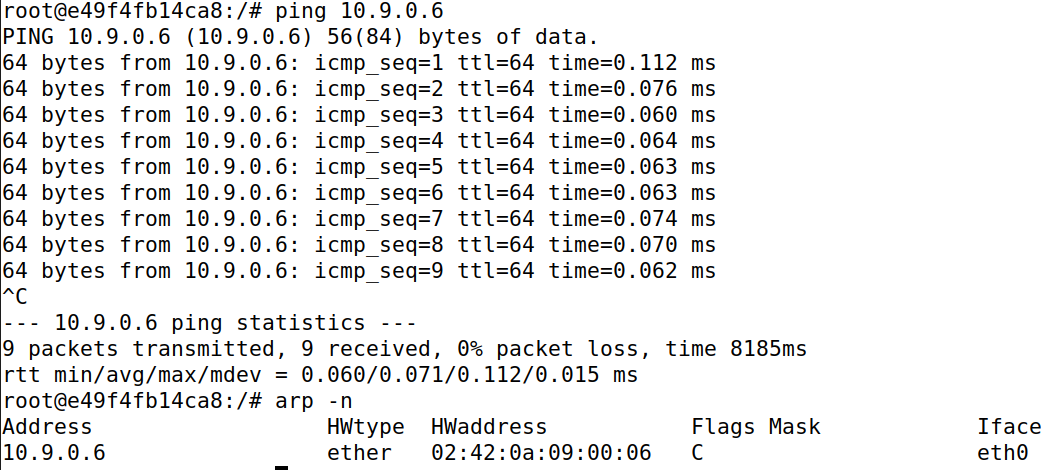 root@e49f4fb14ca8:/# ping 10.9.0.6
PING 10.9.0.6 (10.9.0.6) 56(84) bytes of data.
64 bytes from 10.9.0.6: icmp_seq=1 ttl=64 time=0.112 ms
64 bytes from 10.9.0.6: icmp_seq=2 ttl=64 time=0.076 ms
64 bytes from 10.9.0.6: icmp_seq=3 ttl=64 time=0.060 ms
64 bytes from 10.9.0.6: icmp_seq=4 ttl=64 time=0.064 ms
64 bytes from 10.9.0.6: icmp_seq=5 ttl=64 time=0.063 ms
64 bytes from 10.9.0.6: icmp_seq=6 ttl=64 time=0.063 ms
64 bytes from 10.9.0.6: icmp_seq=7 ttl=64 time=0.074 ms
64 bytes from 10.9.0.6: icmp_seq=8 ttl=64 time=0.070 ms
64 bytes from 10.9.0.6: icmp_seq=9 ttl=64 time=0.062 ms
^C
--- 10.9.0.6 ping statistics ---
9 packets transmitted, 9 received, 0% packet loss, time 8185ms
rtt min/avg/max/mdev = 0.060/0.071/0.112/0.015 ms
root@e49f4fb14ca8:/# arp -n
Address                  HWtype  HWaddress           Flags Mask            Iface
10.9.0.6                 ether   02:42:0a:09:00:06   C                     eth0